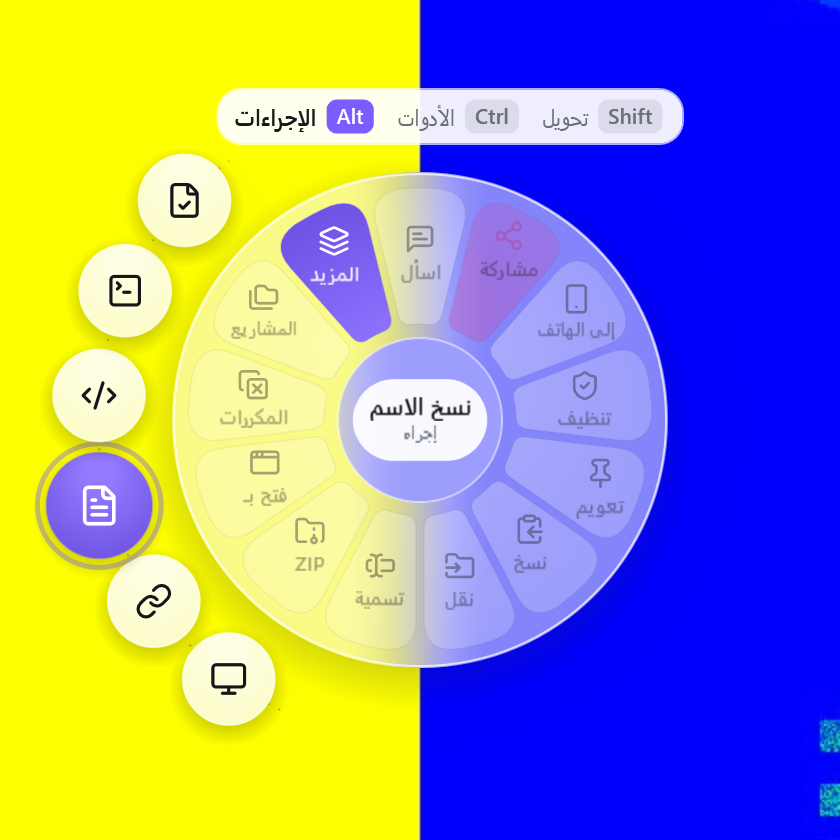 الإجراءات Alt الأدوات Ctrl تحويل Shift
اسأل
مشاركة
المزيد
إلى الهاتف
المشاريع
تنظيف
المكررات
نسخ الاسم
إجراء
تعويم
فتح بـ
نسخ
ZIP
نقل
تسمية